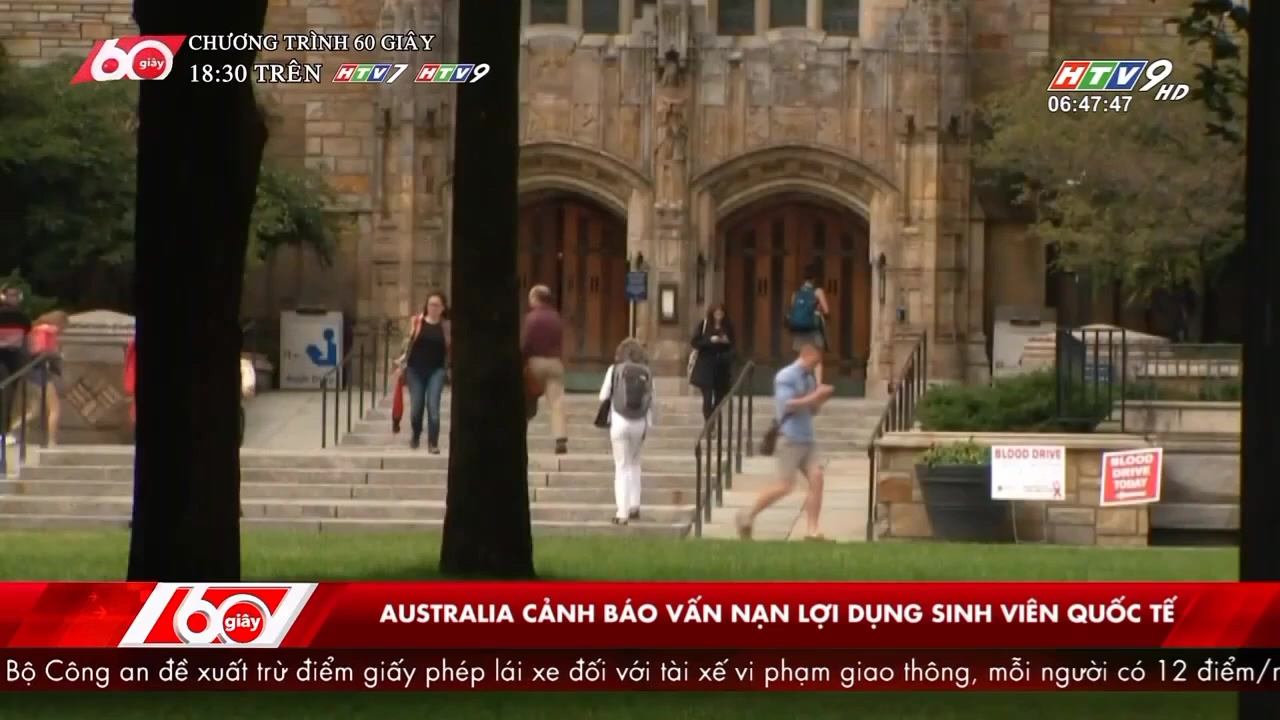 60 giây
CHƯƠNG TRÌNH 60 GIÂY
18:30 TRÊN HTV7 HTV9
HTV9 HD
06:47:47
BLOOD DRIVE
BLOOD
DRIVE
TODAY
60 giây
AUSTRALIA CẢNH BÁO VẤN NẠN LỢI DỤNG SINH VIÊN QUỐC TẾ
Bộ Công an đề xuất trừ điểm giấy phép lái xe đối với tài xế vi phạm giao thông, mỗi người có 12 điểm/